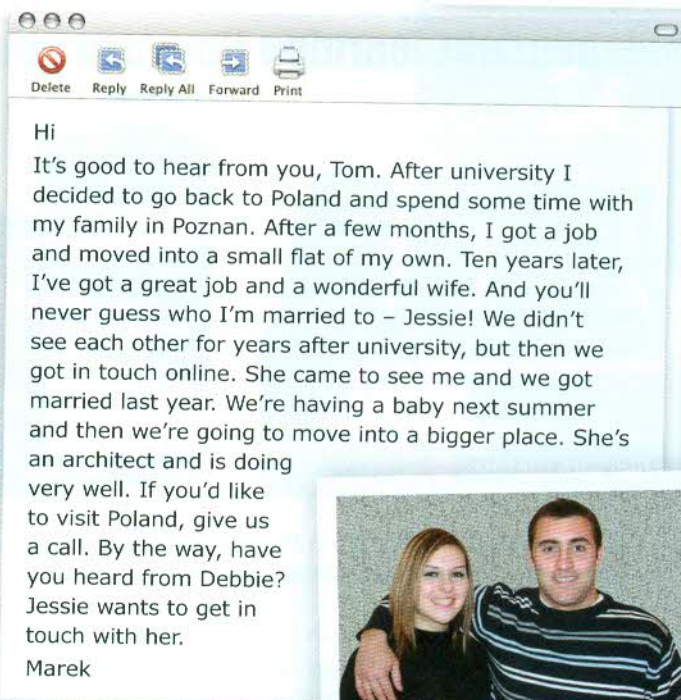 Delete Reply Reply All Forward Print
Hi
It's good to hear from you, Tom. After university I
decided to go back to Poland and spend some time with
my family in Poznan. After a few months, I got a job
and moved into a small flat of my own. Ten years later,
I've got a great job and a wonderful wife. And you'll
never guess who I'm married to – Jessie! We didn't
see each other for years after university, but then we
got in touch online. She came to see me and we got
married last year. We're having a baby next summer
and then we're going to move into a bigger place. She's
an architect and is doing
very well. If you'd like
to visit Poland, give us
a call. By the way, have
you heard from Debbie?
Jessie wants to get in
touch with her.
Marek